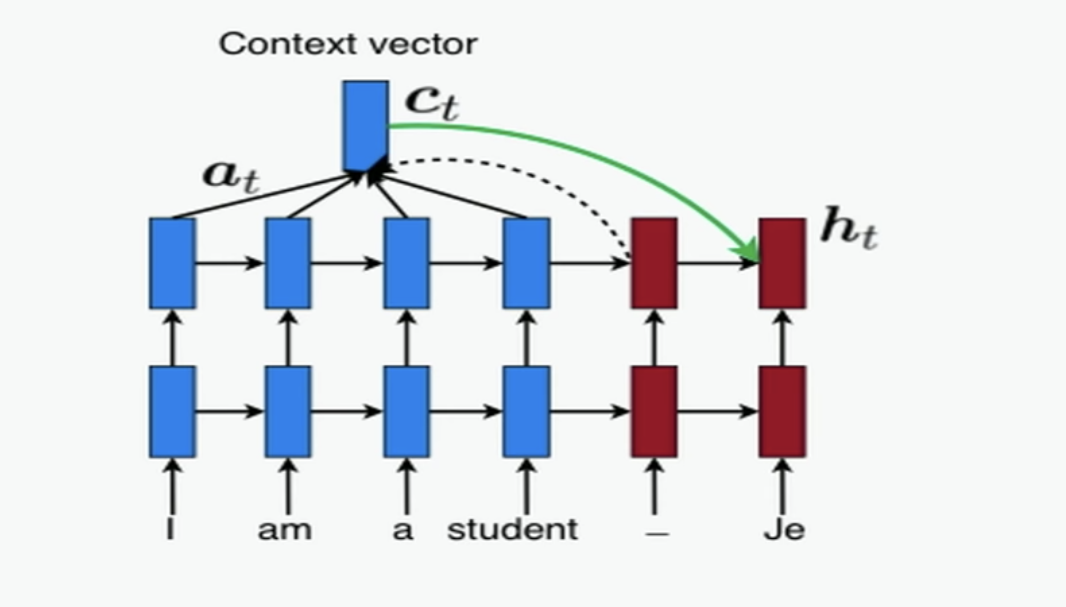 Context vector
c_t
a_t
h_t
I am a student – Je